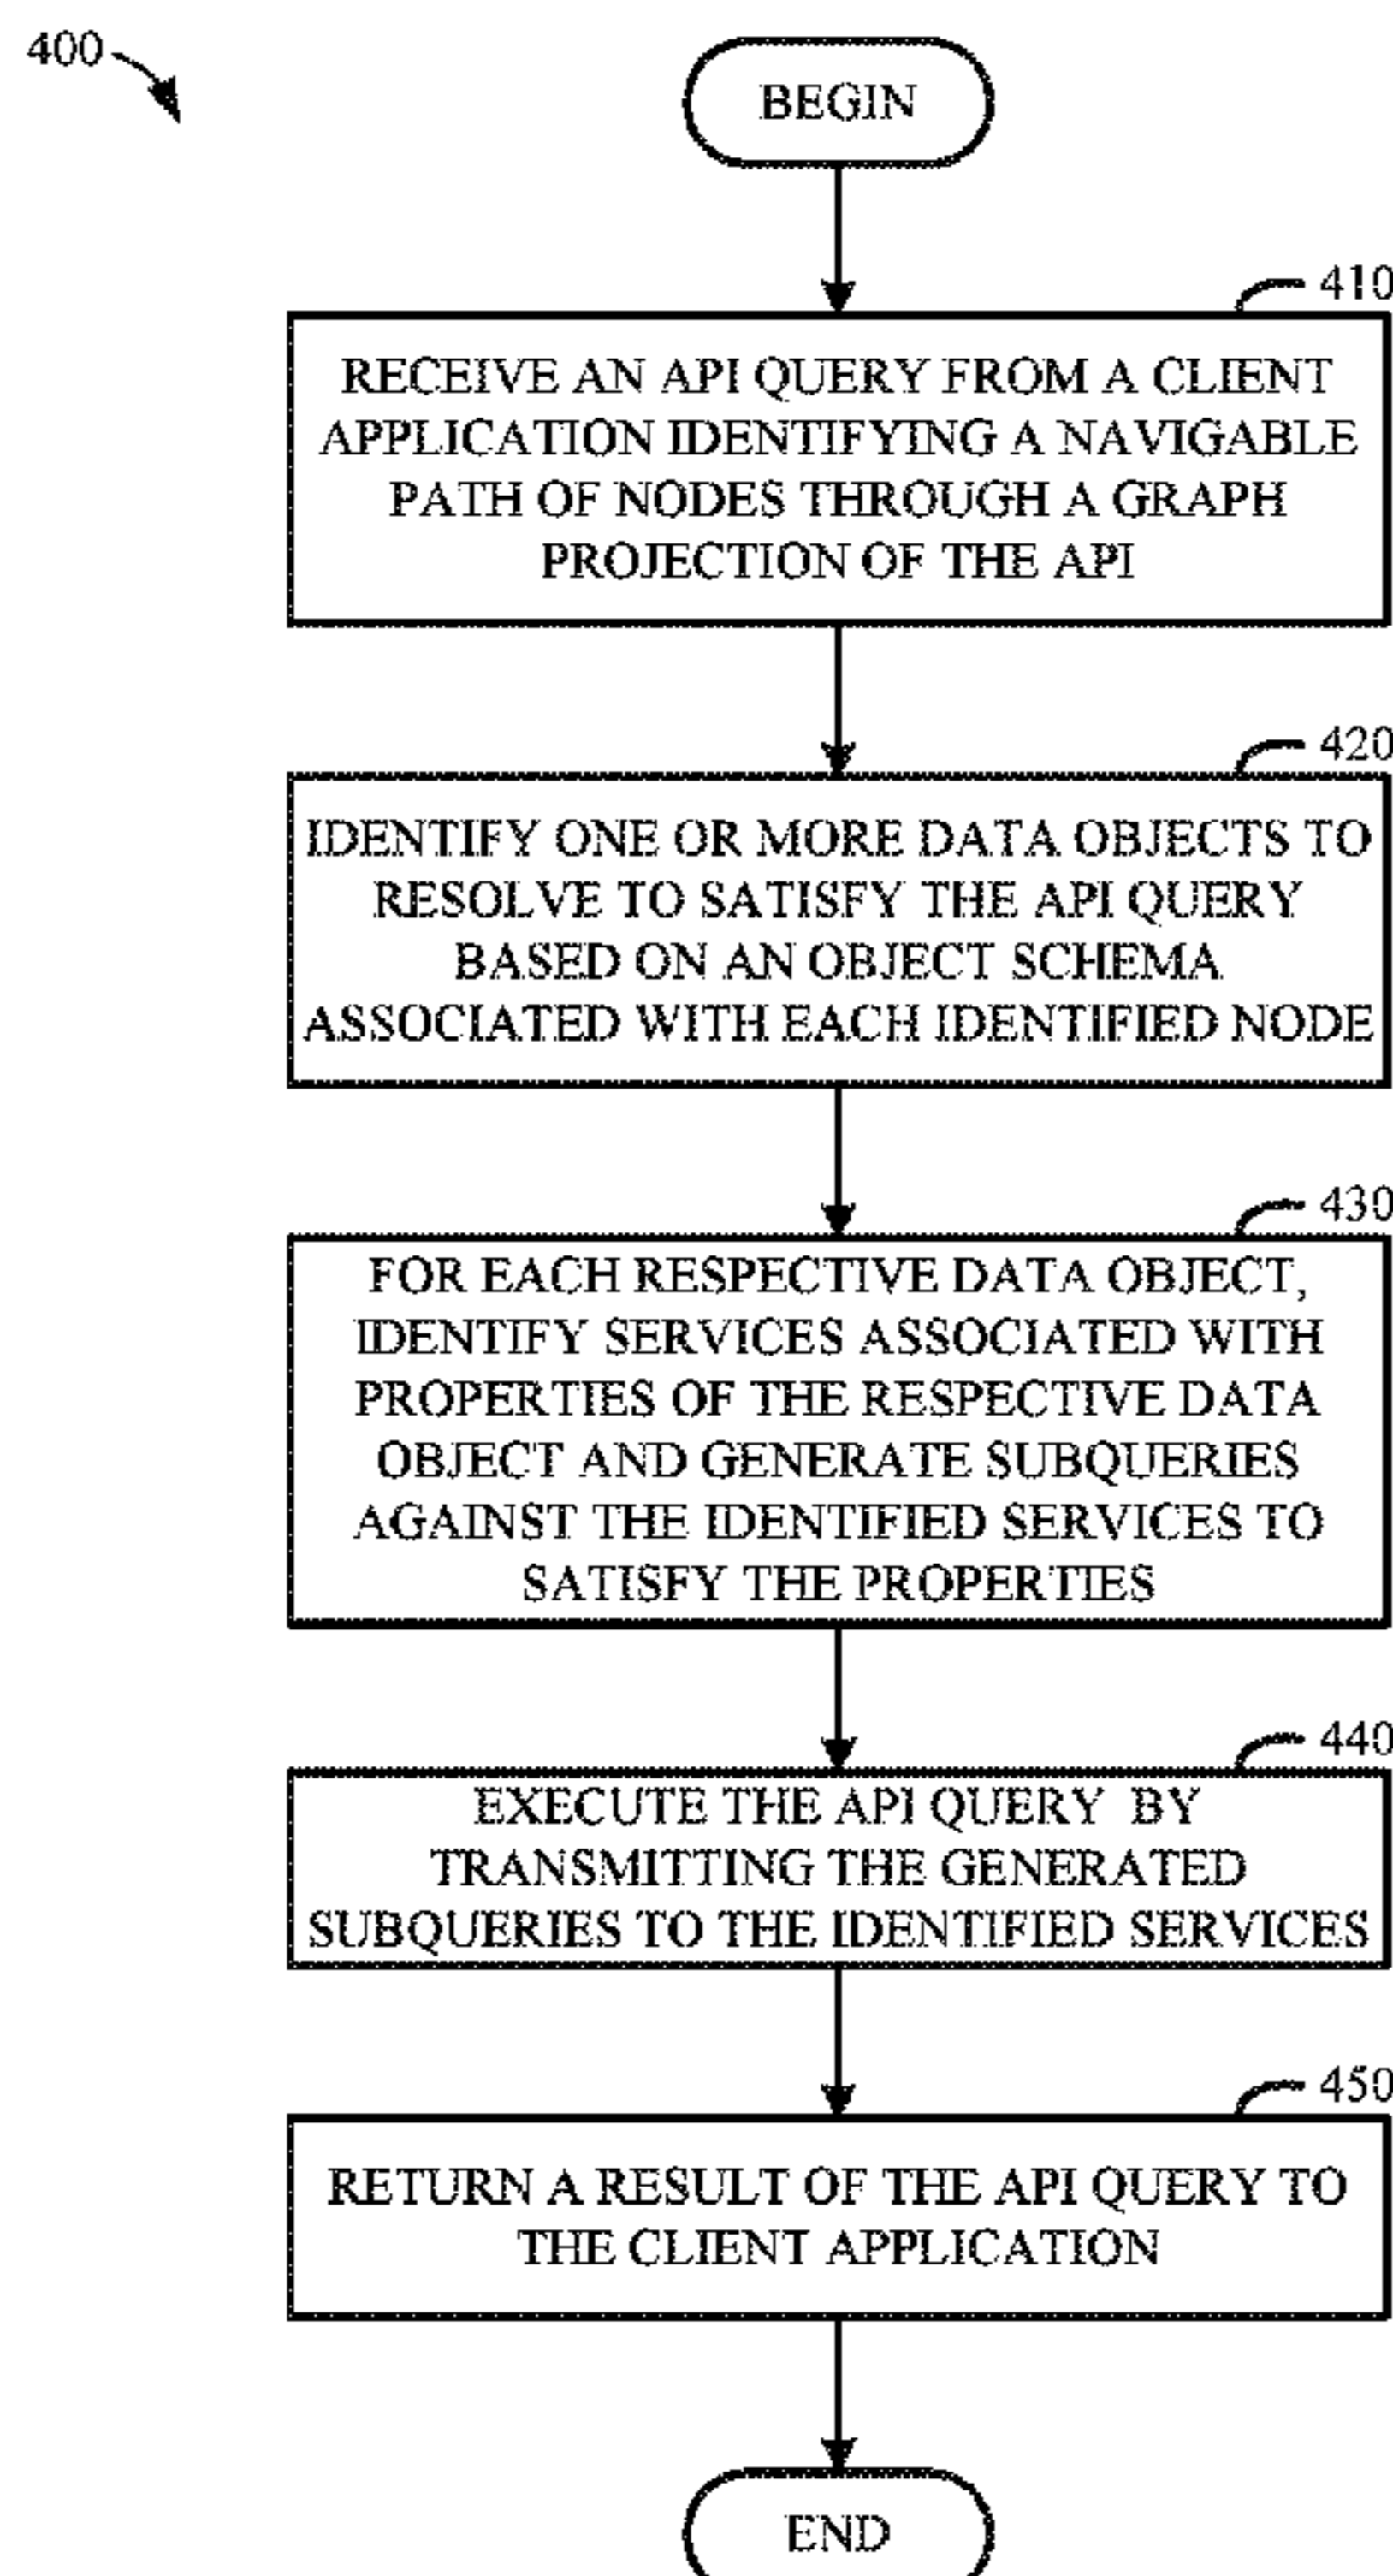 400
BEGIN
410
RECEIVE AN API QUERY FROM A CLIENT
APPLICATION IDENTIFYING A NAVIGABLE
PATH OF NODES THROUGH A GRAPH
PROJECTION OF THE API
420
IDENTIFY ONE OR MORE DATA OBJECTS TO
RESOLVE TO SATISFY THE API QUERY
BASED ON AN OBJECT SCHEMA
ASSOCIATED WITH EACH IDENTIFIED NODE
430
FOR EACH RESPECTIVE DATA OBJECT,
IDENTIFY SERVICES ASSOCIATED WITH
PROPERTIES OF THE RESPECTIVE DATA
OBJECT AND GENERATE SUBQUERIES
AGAINST THE IDENTIFIED SERVICES TO
SATISFY THE PROPERTIES
440
EXECUTE THE API QUERY BY
TRANSMITTING THE GENERATED
SUBQUERIES TO THE IDENTIFIED SERVICES
450
RETURN A RESULT OF THE API QUERY TO
THE CLIENT APPLICATION
END